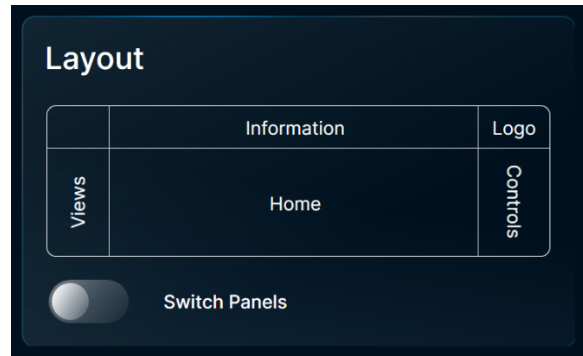 Layout
Information
Logo
Views
Home
Controls
Switch Panels